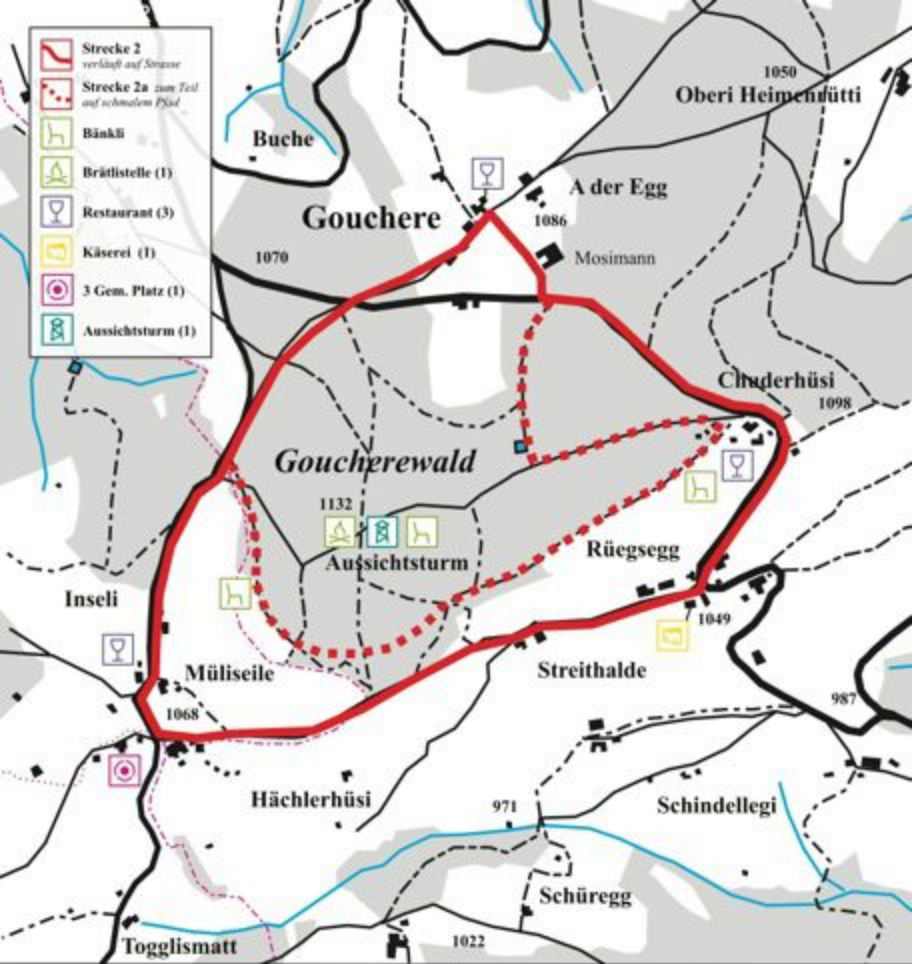 Strecke 2
verläuft auf Strasse
Strecke 2a zum Teil
auf schmalem Pfad
Bänkli
Brätlistelle (1)
Restaurant (3)
Käserei (1)
3 Gem. Platz (1)
Aussichtsturm (1)
1050
Oberi Heimenrütti
Buche
A der Egg
Gouchere
1086
1070
Mosimann
Chuderhüsi
1098
Goucherewald
1132
Aussichtsturm
Rüegsegg
Inseli
1049
Müliseile
Streithalde
1068
987
Hächlerhüsi
971
Schindellegi
Schüregg
Togglismatt
1022